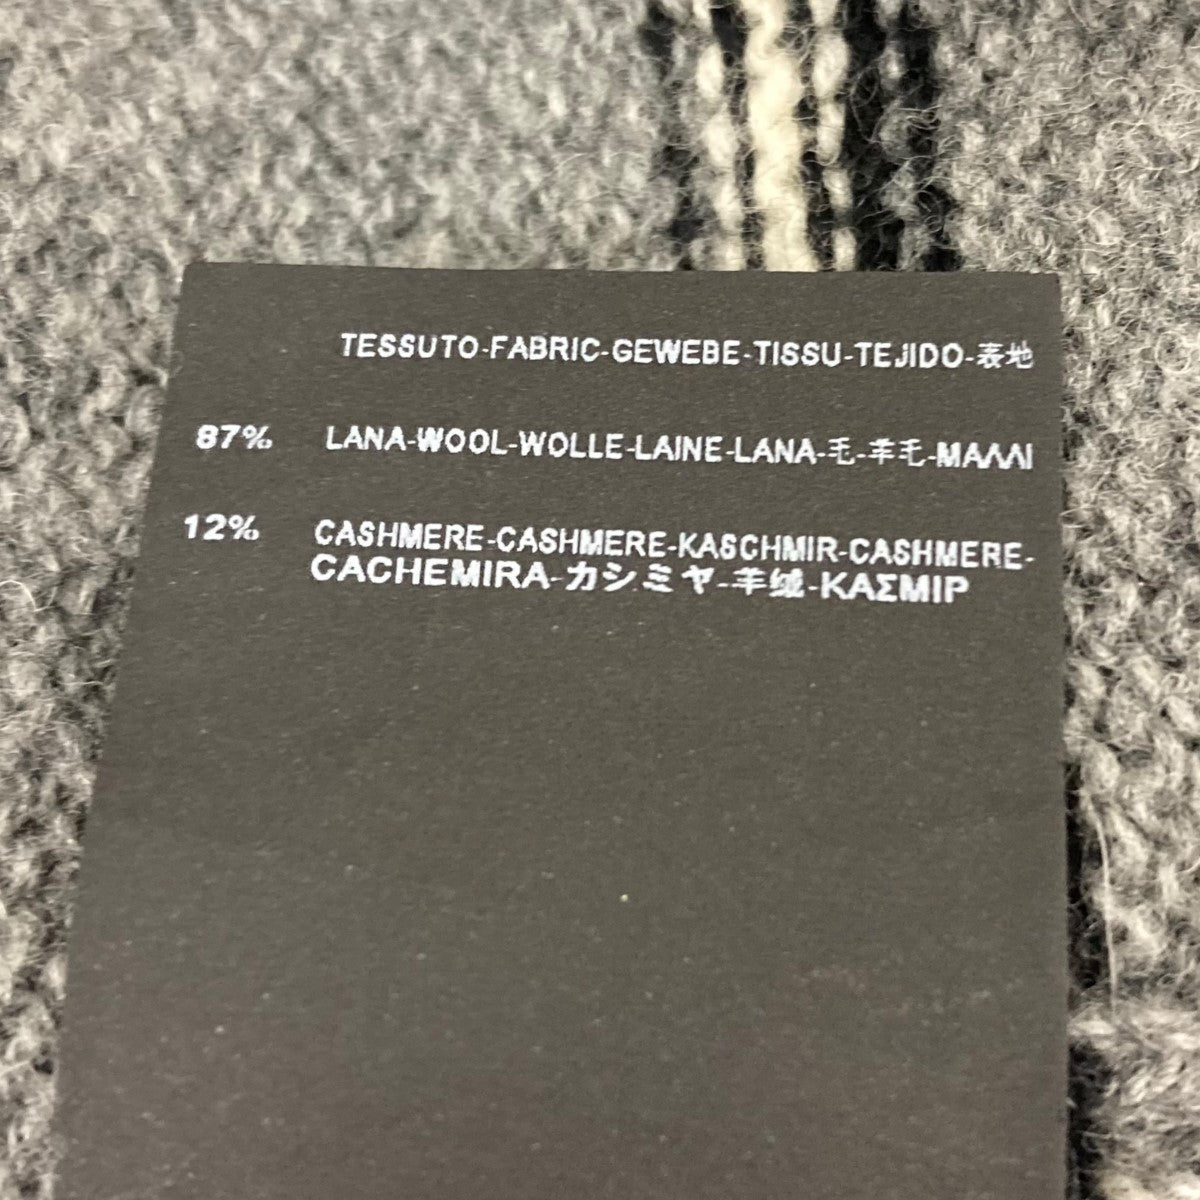 TESSUTO-FABRIC-GEWEBE-TISSU-TEJIDO-表地
87% LANA-WOOL-WOLLE-LAINE-LANA-毛-羊毛-ΜΑΛΛΙ
12% CASHMERE-CASHMERE-KASCHMIR-CASHMERE-
CACHEMIRA-カシミヤ-羊绒-ΚΑΣΜΙΡ